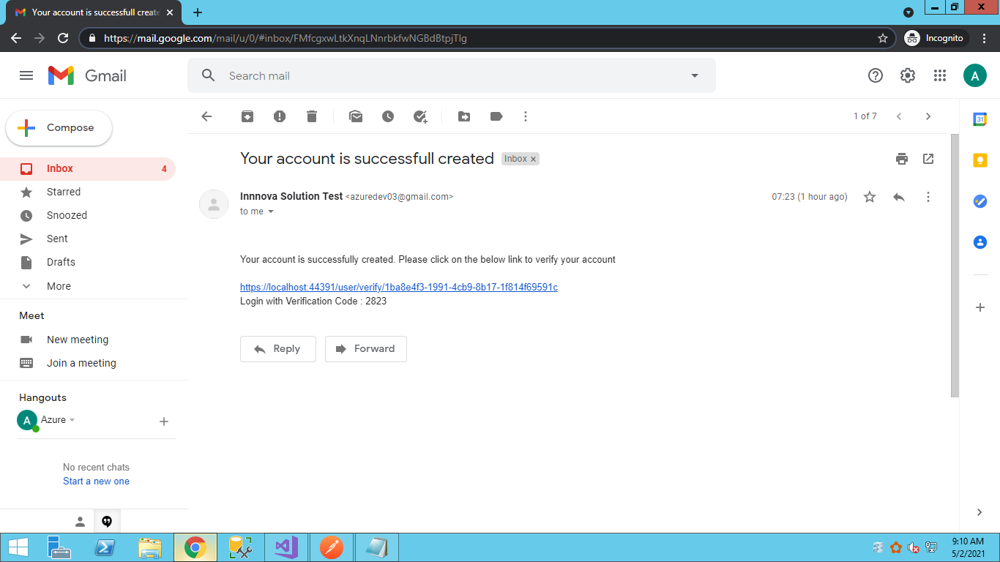 Your account is successfull create
https://mail.google.com/mail/u/0/#inbox/FMfcgxwLtkXnqLNnrbkfwNGBdBtpjTlg
Incognito
Gmail
Search mail
A
Compose
1 of 7
31
Inbox 4
Starred
Snoozed
Sent
Drafts
More
Your account is successfull created
Inbox x
Innnova Solution Test <azuredev03@gmail.com>
07:23 (1 hour ago)
to me
Your account is successfully created. Please click on the below link to verify your account
https://localhost:44391/user/verify/1ba8e4f3-1991-4cb9-8b17-1f814f69591c
Login with Verification Code : 2823
Reply
Forward
Meet
New meeting
Join a meeting
Hangouts
A
Azure
No recent chats
Start a new one
9:10 AM
5/2/2021